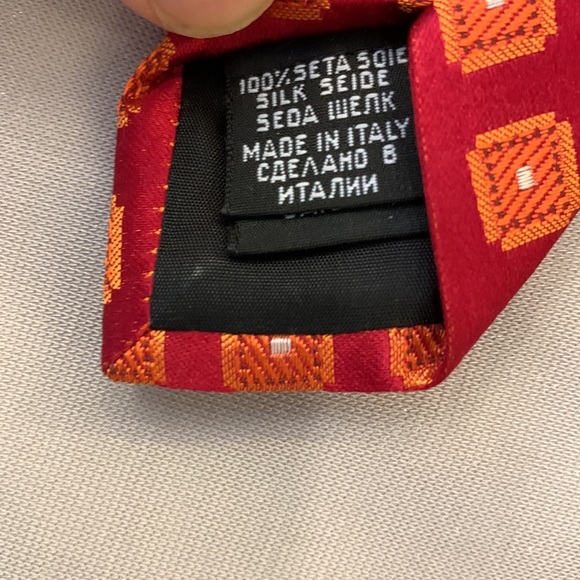 100% SETA SOIE
SILK SEIDE
SEDA ШЕЛК
MADE IN ITALY
СДЕЛАНО В
ИТАЛИИ